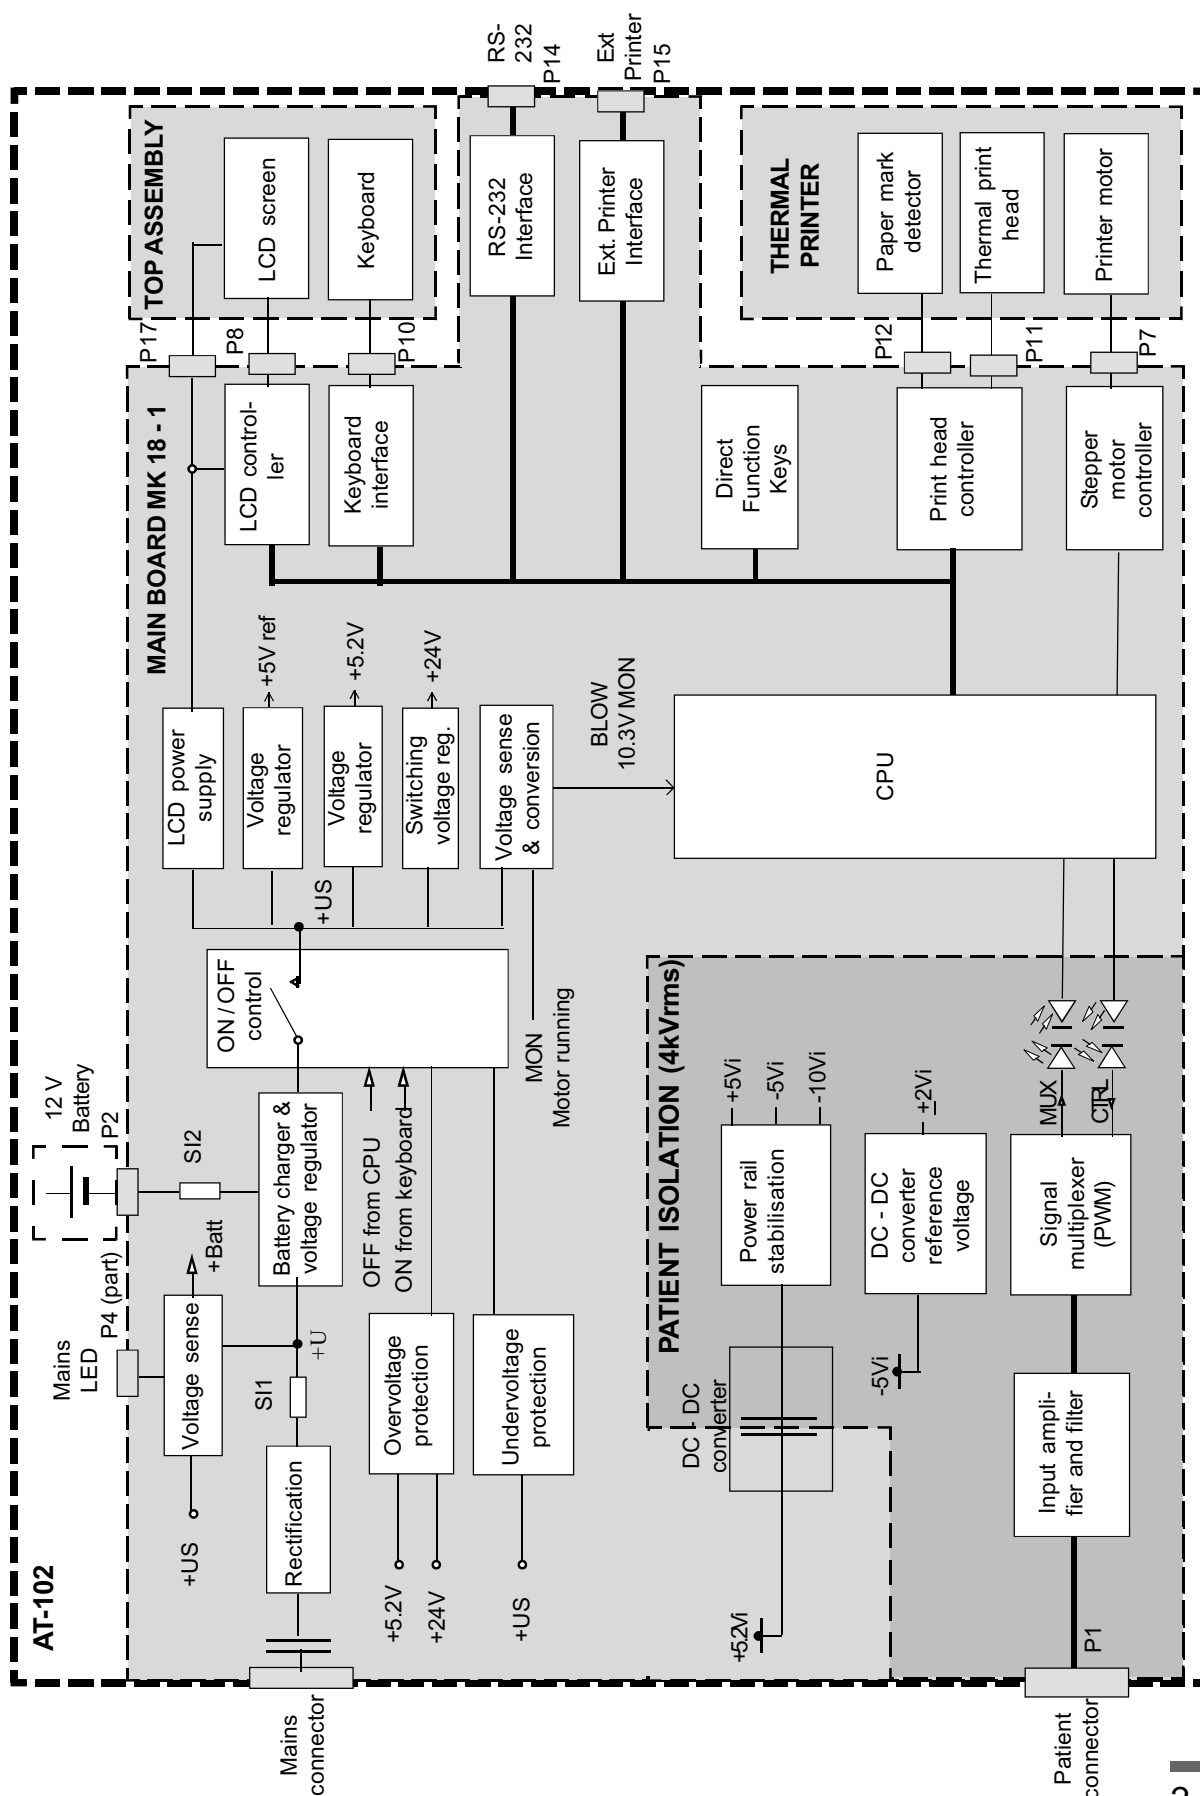 AT-102
Mains
connector
Rectification
SI1
+U
+US
Voltage sense
Mains
LED
P4 (part)
+Batt
12 V
Battery
P2
SI2
Battery charger &
voltage regulator
ON / OFF
control
OFF from CPU
ON from keyboard
+5.2V
+24V
Overvoltage
protection
+US
Undervoltage
protection
MON
Motor running
+US
MAIN BOARD MK 18 - 1
LCD power
supply
Voltage
regulator
+5V ref
Voltage
regulator
+5.2V
Switching
voltage reg.
+24V
Voltage sense
& conversion
BLOW
10.3V MON
CPU
LCD control-
ler
Keyboard
interface
P17
P8
P10
TOP ASSEMBLY
LCD screen
Keyboard
RS-232
Interface
RS-
232
P14
Ext. Printer
Interface
Ext
Printer
P15
Direct
Function
Keys
Print head
controller
Stepper
motor
controller
P12
P11
P7
THERMAL
PRINTER
Paper mark
detector
Thermal print
head
Printer motor
PATIENT ISOLATION (4kVrms)
+5.2Vi
DC - DC
converter
Power rail
stabilisation
+5Vi
-5Vi
-10Vi
-5Vi
DC - DC
converter
reference
voltage
+2Vi
Patient
connector
P1
Input ampli-
fier and filter
Signal
multiplexer
(PWM)
MUX
CTRL